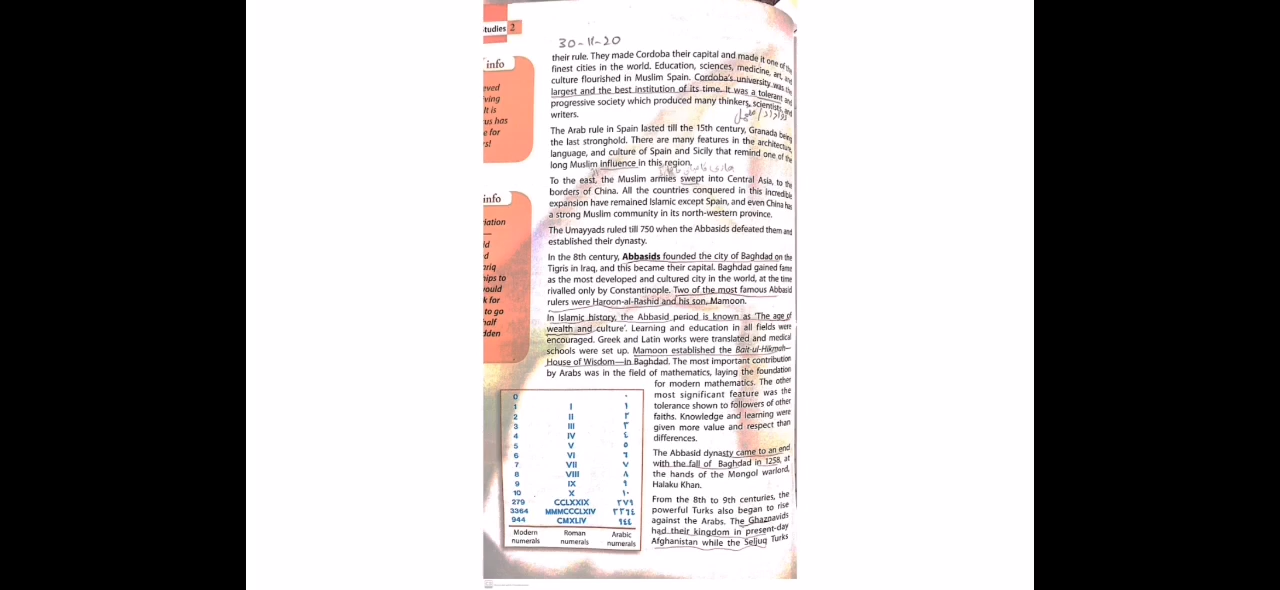 tudies 2
30-11-20
info
eved
ving
It is
us has
e for
s!
info
iation
—
ld
d
ariq
hips to
would
k for
to go
half
dden
their rule. They made Cordoba their capital and made it one of the
finest cities in the world. Education, sciences, medicine, art, and
culture flourished in Muslim Spain. Cordoba's university was the
largest and the best institution of its time. It was a tolerant and
progressive society which produced many thinkers, scientists, and
writers.
The Arab rule in Spain lasted till the 15th century, Granada being
the last stronghold. There are many features in the architecture,
language, and culture of Spain and Sicily that remind one of the
long Muslim influence in this region.
To the east, the Muslim armies swept into Central Asia, to the
borders of China. All the countries conquered in this incredible
expansion have remained Islamic except Spain, and even China has
a strong Muslim community in its north-western province.
The Umayyads ruled till 750 when the Abbasids defeated them and
established their dynasty.
In the 8th century, Abbasids founded the city of Baghdad on the
Tigris in Iraq, and this became their capital. Baghdad gained fame
as the most developed and cultured city in the world, at the time
rivalled only by Constantinople. Two of the most famous Abbasid
rulers were Haroon-al-Rashid and his son, Mamoon.
In Islamic history, the Abbasid period is known as 'The age of
wealth and culture'. Learning and education in all fields were
encouraged. Greek and Latin works were translated and medical
schools were set up. Mamoon established the Bait-ul-Hikmah—
House of Wisdom—in Baghdad. The most important contribution
by Arabs was in the field of mathematics, laying the foundation
for modern mathematics. The other
most significant feature was the
tolerance shown to followers of other
faiths. Knowledge and learning were
given more value and respect than
differences.
The Abbasid dynasty came to an end
with the fall of Baghdad in 1258, at
the hands of the Mongol warlord,
Halaku Khan.
From the 8th to 9th centuries, the
powerful Turks also began to rise
against the Arabs. The Ghaznavids
had their kingdom in present-day
Afghanistan while the Seljuq Turks
0 ٠
1 I ١
2 II ٢
3 III ٣
4 IV ٤
5 V ٥
6 VI ٦
7 VII ٧
8 VIII ٨
9 IX ٩
10 X ١٠
279 CCLXXIX ٢٧٩
3364 MMMCCCLXIV ٣٣٦٤
944 CMXLIV ٩٤٤
Modern Roman Arabic
numerals numerals numerals